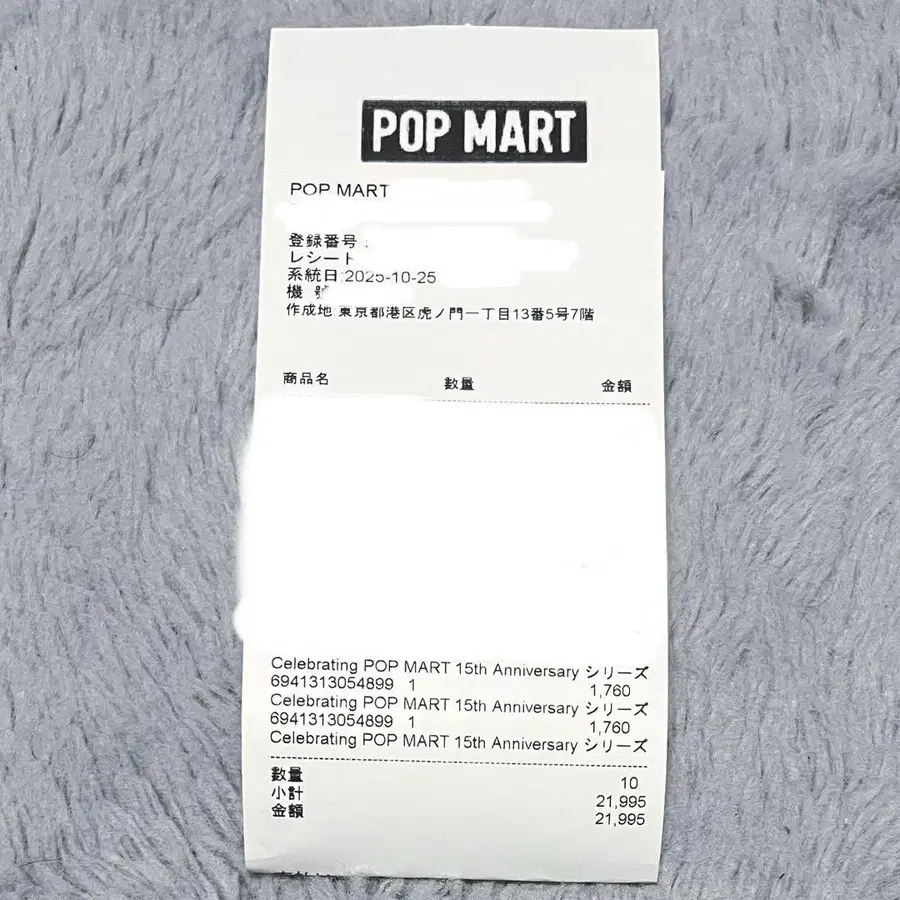 POP MART
POP MART
登録番号:
レシート
系統日:2025-10-25
機
作成地:東京都港区虎ノ門一丁目13番5号7階
商品名 數量 金額
Celebrating POP MART 15th Anniversary シリーズ
6941313054899 1 1,760
Celebrating POP MART 15th Anniversary シリーズ
6941313054899 1 1,760
Celebrating POP MART 15th Anniversary シリーズ
數量 10
小計 21,995
金額 21,995